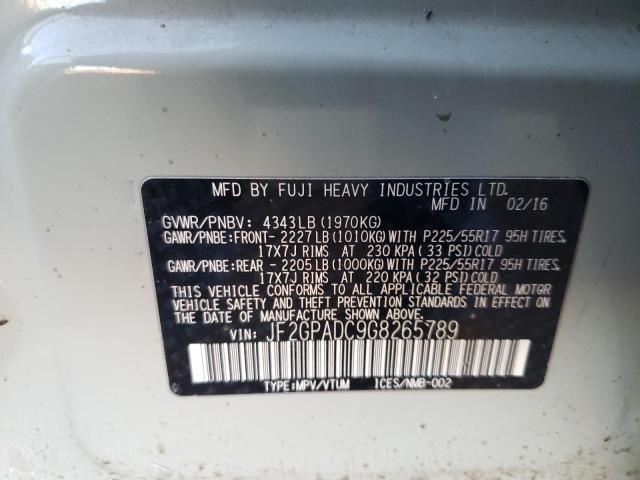 MFD BY FUJI HEAVY INDUSTRIES LTD.
MFD IN 02/16
GVWR/PNBV: 4343LB (1970KG)
GAWR/PNBE:FRONT- 2227 LB (1010KG) WITH P225/55R17 95H TIRES,
17X7J RIMS AT 230 KPA (33 PSI) COLD
GAWR/PNBE:REAR - 2205 LB (1000KG) WITH P225/55R17 95H TIRES,
17X7J RIMS AT 220 KPA (32 PSI) COLD
THIS VEHICLE CONFORMS TO ALL APPLICABLE FEDERAL MOTOR
VEHICLE SAFETY AND THEFT PREVENTION STANDARDS IN EFFECT ON
THE DATE OF MANUFACTURE SHOWN ABOVE.
VIN: JF2GPADC9G8265789
TYPE:MPV/VTUM ICES/NMB-002